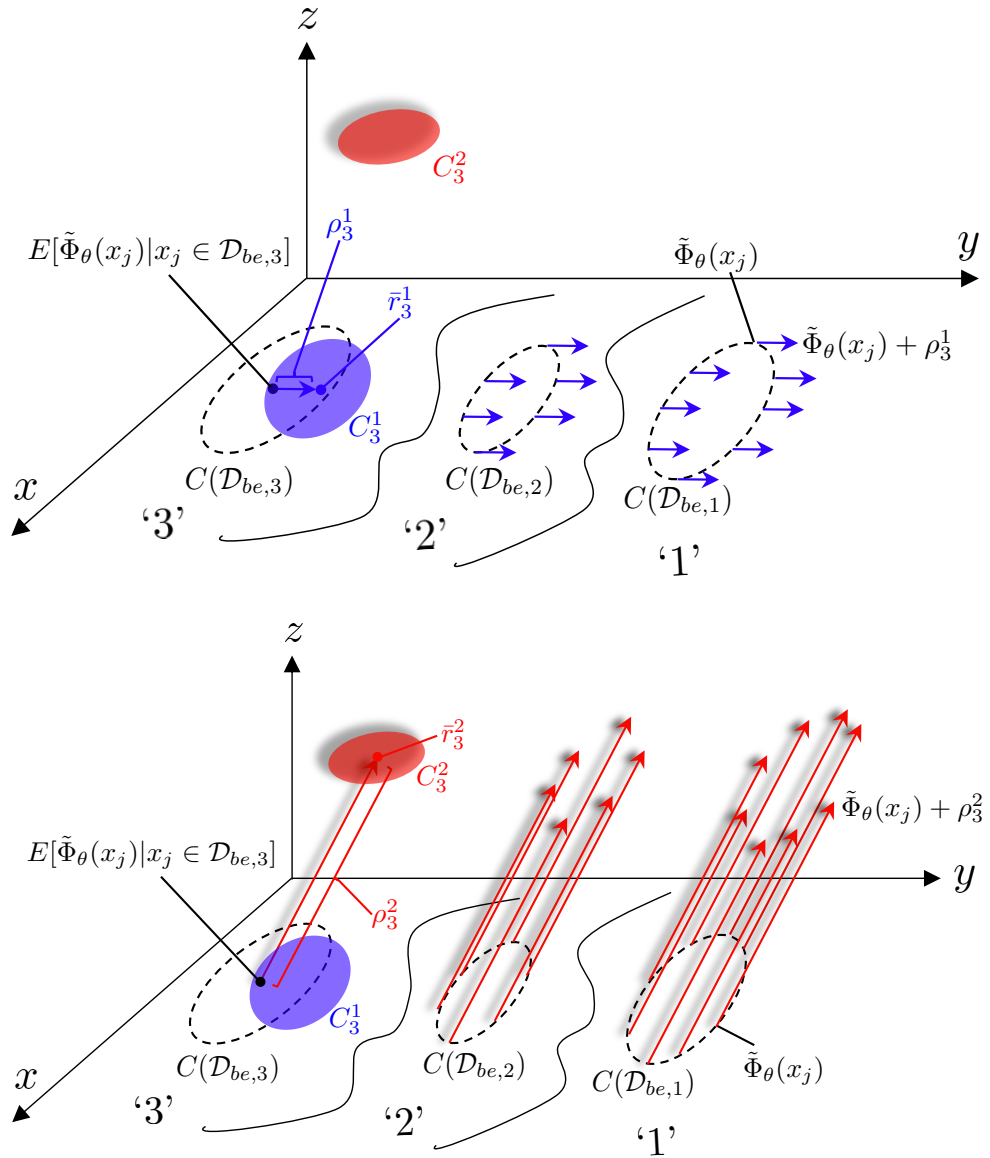 z
C_3^2
ρ_3^1
E[Φ̃_θ(x_j)|x_j ∈ 𝒟_{be,3}]
Φ̃_θ(x_j)
y
r̄_3^1
Φ̃_θ(x_j) + ρ_3^1
C_3^1
C(𝒟_{be,3})
C(𝒟_{be,2})
C(𝒟_{be,1})
x
‘3’
‘2’
‘1’
z
r̄_3^2
C_3^2
Φ̃_θ(x_j) + ρ_3^2
E[Φ̃_θ(x_j)|x_j ∈ 𝒟_{be,3}]
y
ρ_3^2
C_3^1
C(𝒟_{be,3})
C(𝒟_{be,2})
C(𝒟_{be,1})
Φ̃_θ(x_j)
x
‘3’
‘2’
‘1’